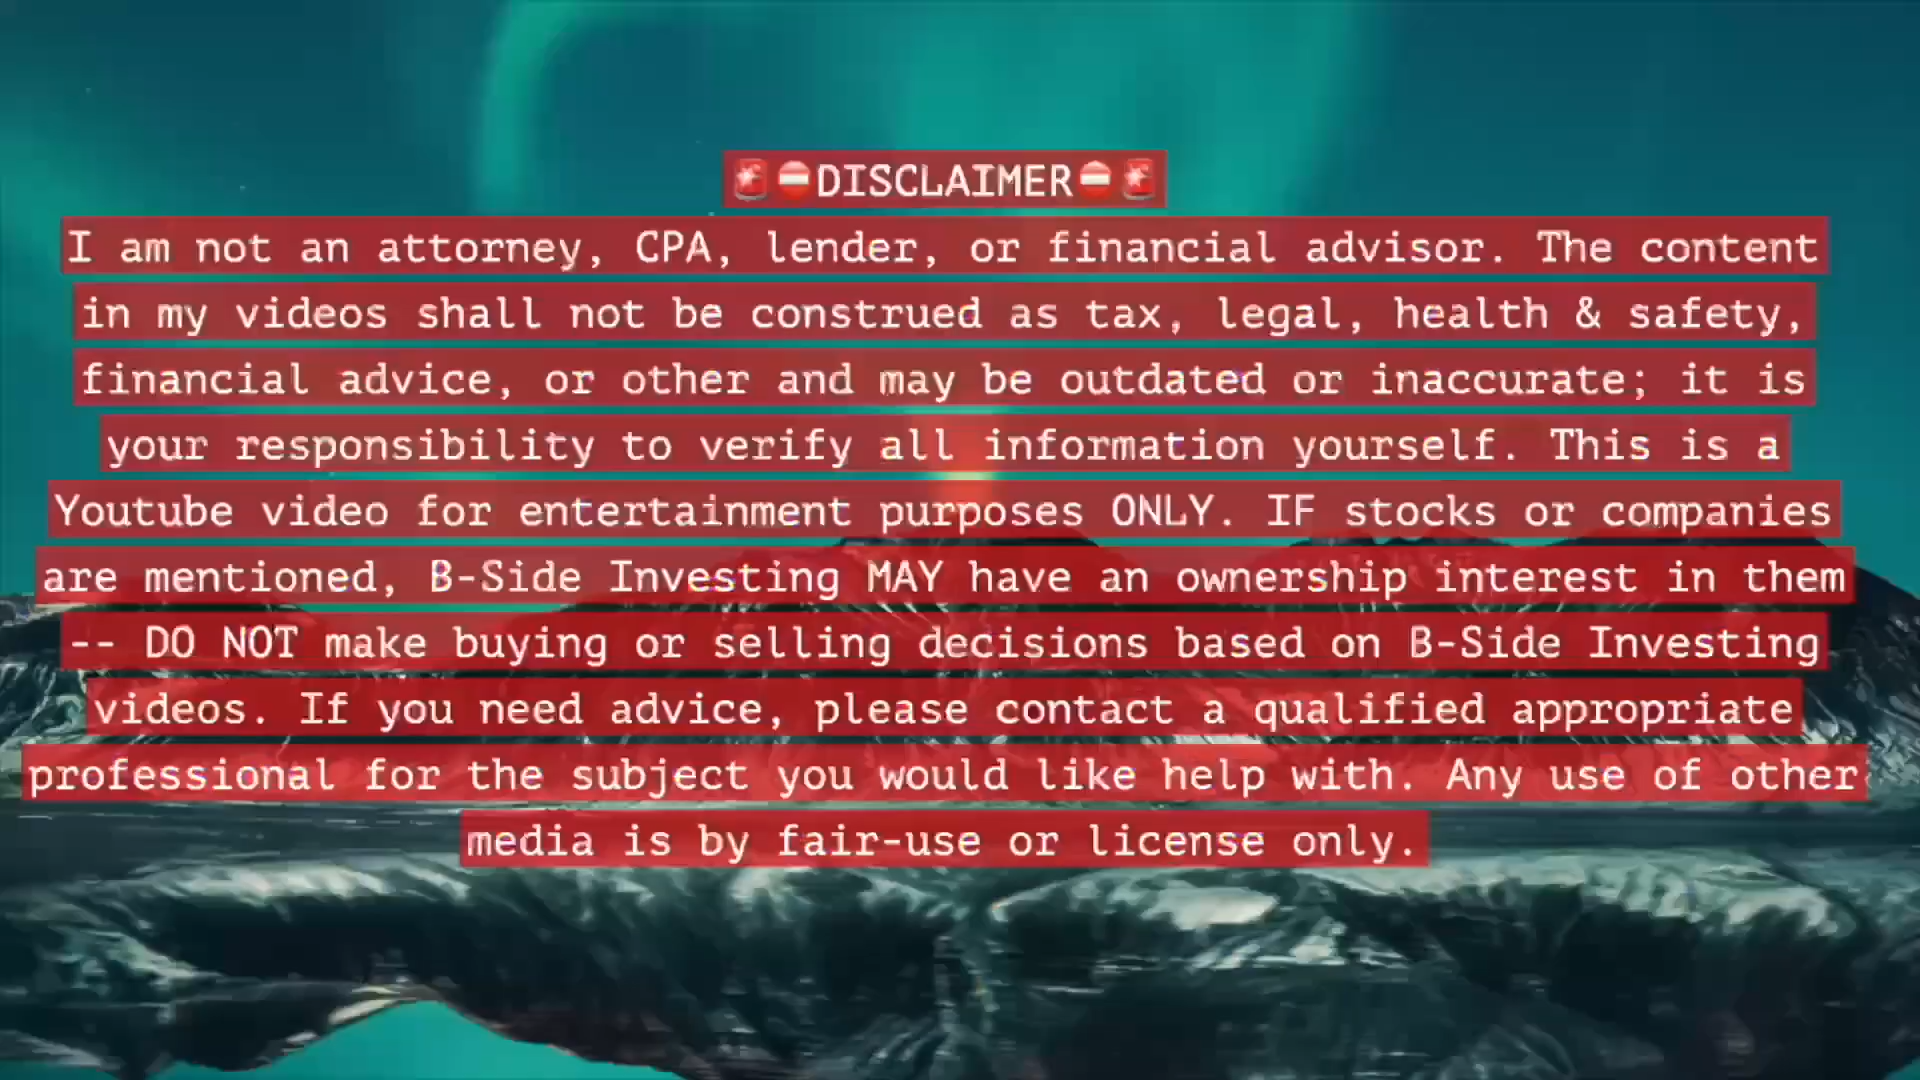 🚨⛔DISCLAIMER⛔🚨
I am not an attorney, CPA, lender, or financial advisor. The content
in my videos shall not be construed as tax, legal, health & safety,
financial advice, or other and may be outdated or inaccurate; it is
your responsibility to verify all information yourself. This is a
Youtube video for entertainment purposes ONLY. IF stocks or companies
are mentioned, B-Side Investing MAY have an ownership interest in them
-- DO NOT make buying or selling decisions based on B-Side Investing
videos. If you need advice, please contact a qualified appropriate
professional for the subject you would like help with. Any use of other
media is by fair-use or license only.